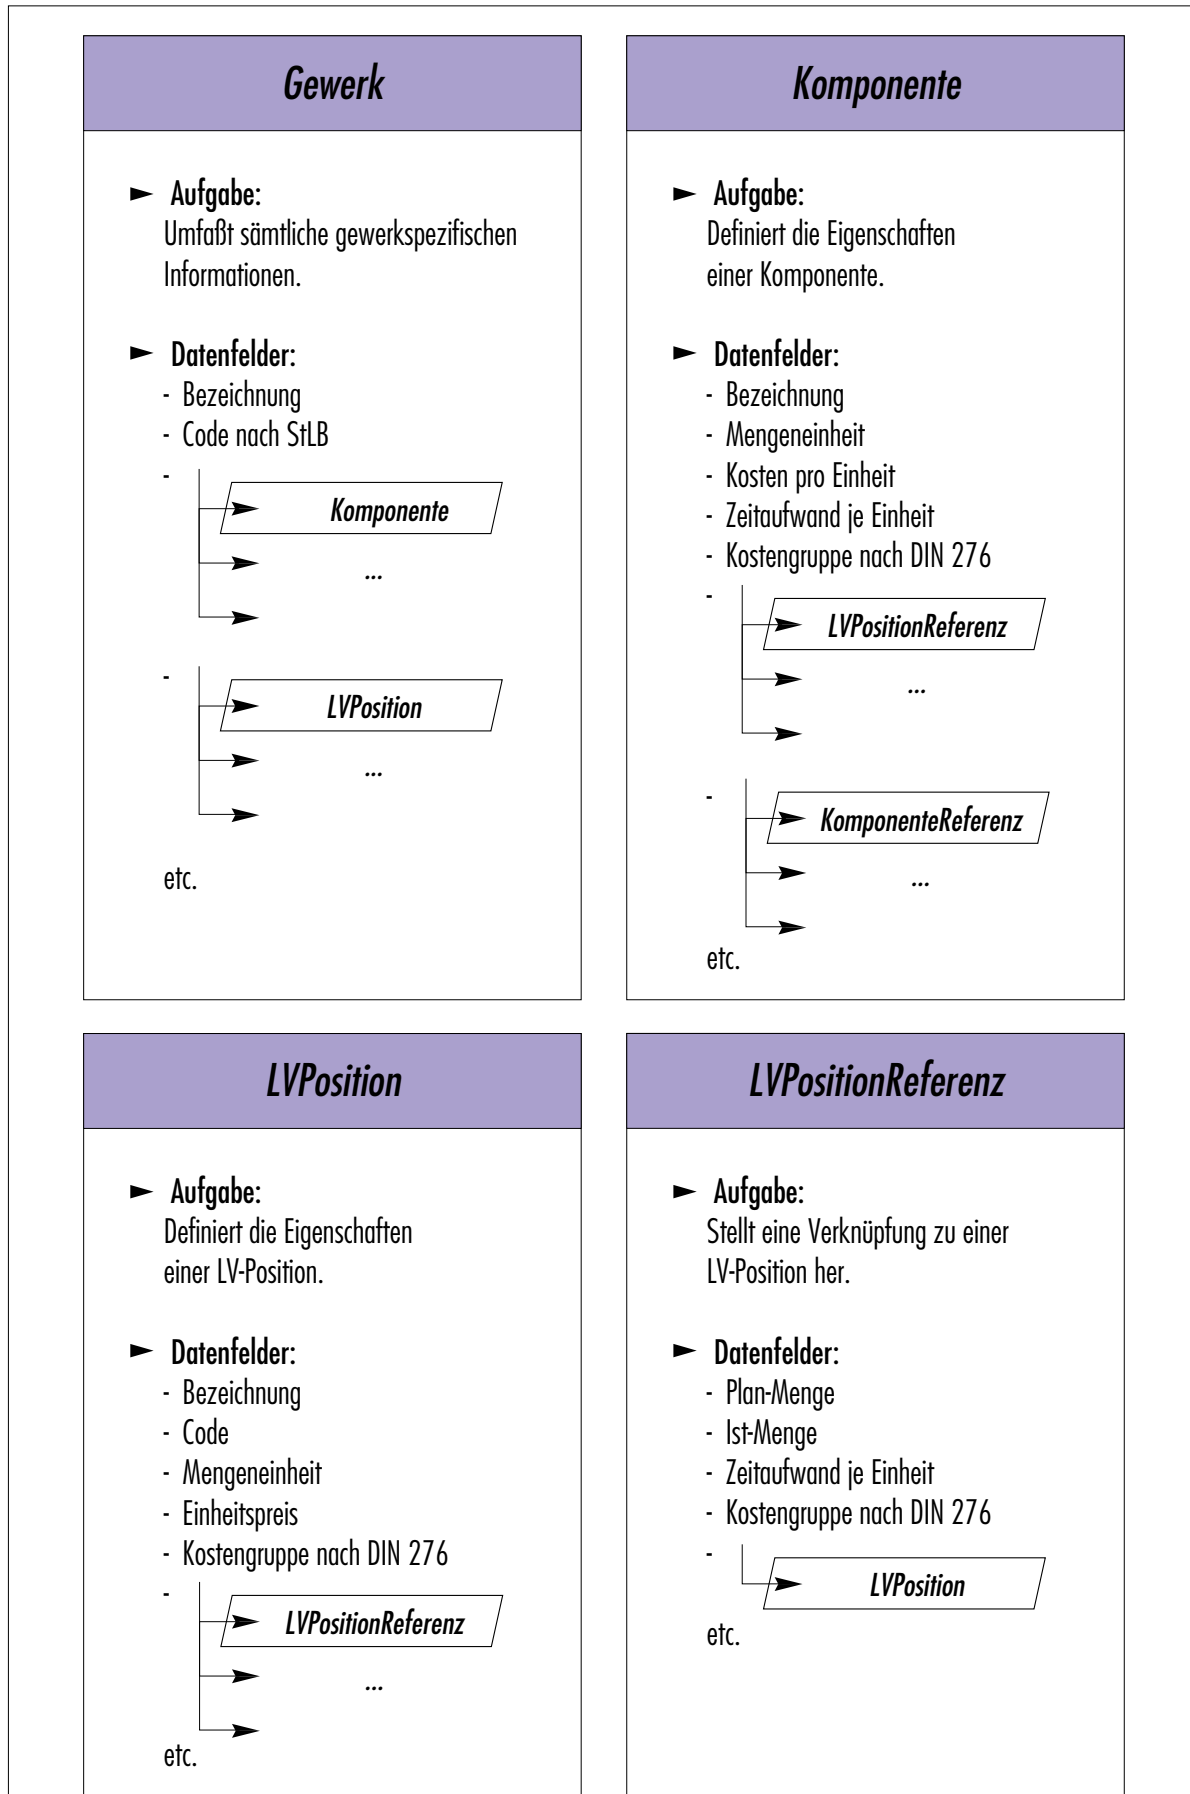 Gewerk
► Aufgabe:
Umfaßt sämtliche gewerkspezifischen
Informationen.
► Datenfelder:
- Bezeichnung
- Code nach StLB
-
Komponente
...
-
LVPosition
...
etc.
Komponente
► Aufgabe:
Definiert die Eigenschaften
einer Komponente.
► Datenfelder:
- Bezeichnung
- Mengeneinheit
- Kosten pro Einheit
- Zeitaufwand je Einheit
- Kostengruppe nach DIN 276
-
LVPositionReferenz
...
-
KomponenteReferenz
...
etc.
LVPosition
► Aufgabe:
Definiert die Eigenschaften
einer LV-Position.
► Datenfelder:
- Bezeichnung
- Code
- Mengeneinheit
- Einheitspreis
- Kostengruppe nach DIN 276
-
LVPositionReferenz
...
etc.
LVPositionReferenz
► Aufgabe:
Stellt eine Verknüpfung zu einer
LV-Position her.
► Datenfelder:
- Plan-Menge
- Ist-Menge
- Zeitaufwand je Einheit
- Kostengruppe nach DIN 276
-
LVPosition
etc.